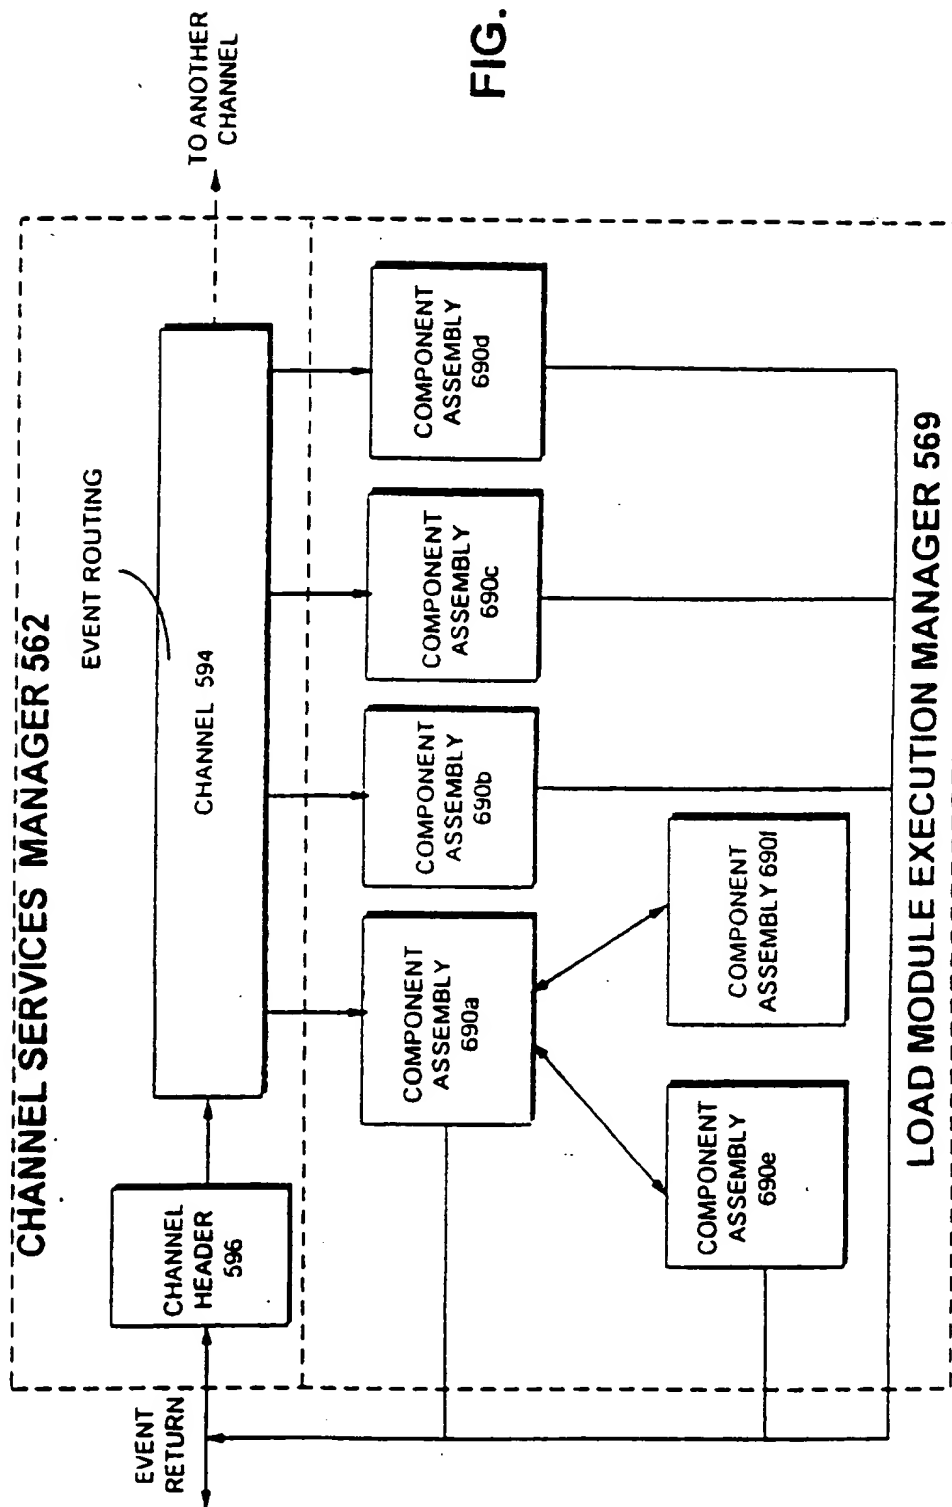 CHANNEL SERVICES MANAGER 562
EVENT ROUTING
TO ANOTHER
CHANNEL
CHANNEL
HEADER
596
CHANNEL 594
EVENT
RETURN
COMPONENT
ASSEMBLY
690a
COMPONENT
ASSEMBLY
690b
COMPONENT
ASSEMBLY
690c
COMPONENT
ASSEMBLY
690d
COMPONENT
ASSEMBLY
690e
COMPONENT
ASSEMBLY 690f
LOAD MODULE EXECUTION MANAGER 569
FIG.